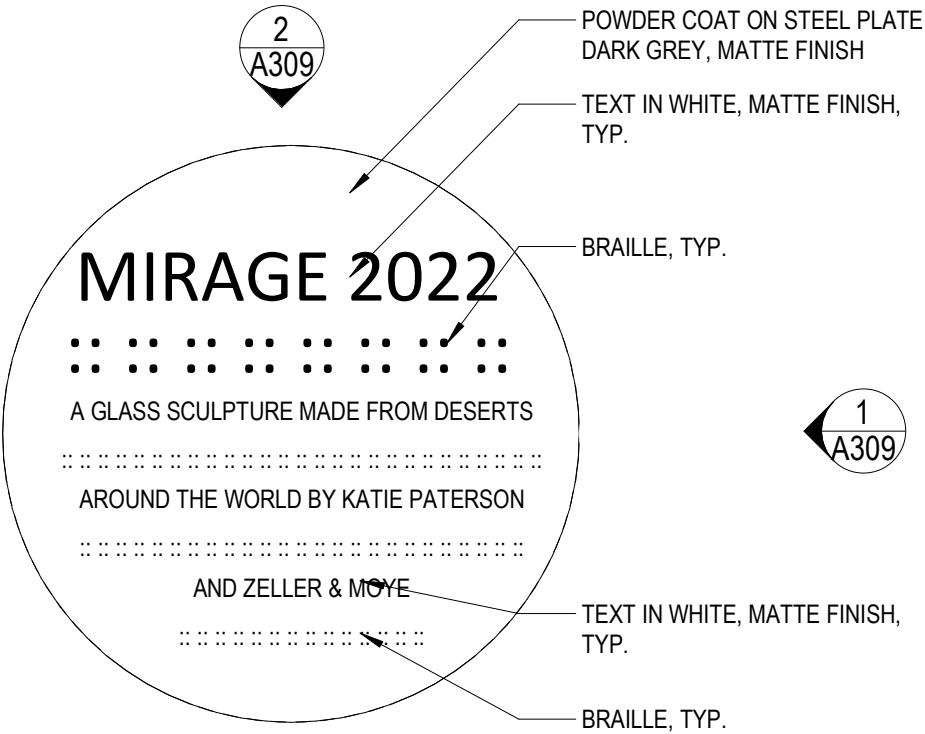 2
A309
POWDER COAT ON STEEL PLATE
DARK GREY, MATTE FINISH
TEXT IN WHITE, MATTE FINISH,
TYP.
BRAILLE, TYP.
MIRAGE 2022
:: :: :: :: :: :: :: ::
A GLASS SCULPTURE MADE FROM DESERTS
:: :: :: :: :: :: :: :: :: :: :: :: :: :: :: :: :: :: :: :: :: :: :: :: :: :: ::
AROUND THE WORLD BY KATIE PATERSON
:: :: :: :: :: :: :: :: :: :: :: :: :: :: :: :: :: :: :: :: :: :: :: :: ::
AND ZELLER & MOYE
:: :: :: :: :: :: :: :: :: :: :: :: :: ::
1
A309
TEXT IN WHITE, MATTE FINISH,
TYP.
BRAILLE, TYP.